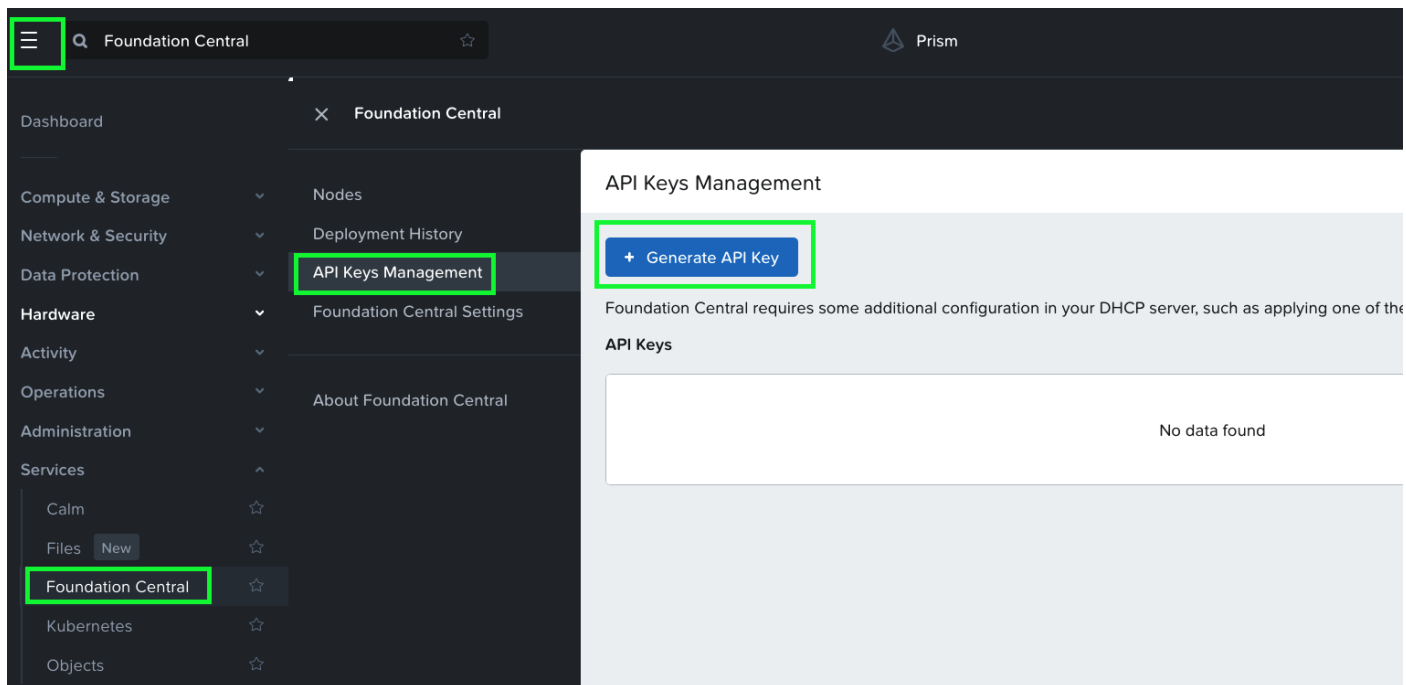 Foundation Central
Prism
Dashboard
Compute & Storage
Network & Security
Data Protection
Hardware
Activity
Operations
Administration
Services
Calm
Files New
Foundation Central
Kubernetes
Objects
Foundation Central
Nodes
Deployment History
API Keys Management
Foundation Central Settings
About Foundation Central
API Keys Management
+ Generate API Key
Foundation Central requires some additional configuration in your DHCP server, such as applying one of the
API Keys
No data found